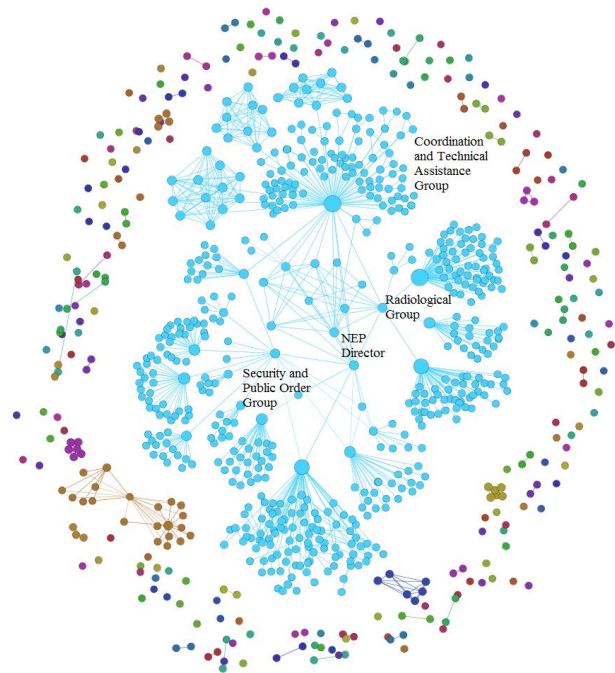 Coordination
and Technical
Assistance
Group
Radiological
Group
NEP
Director
Security and
Public Order
Group